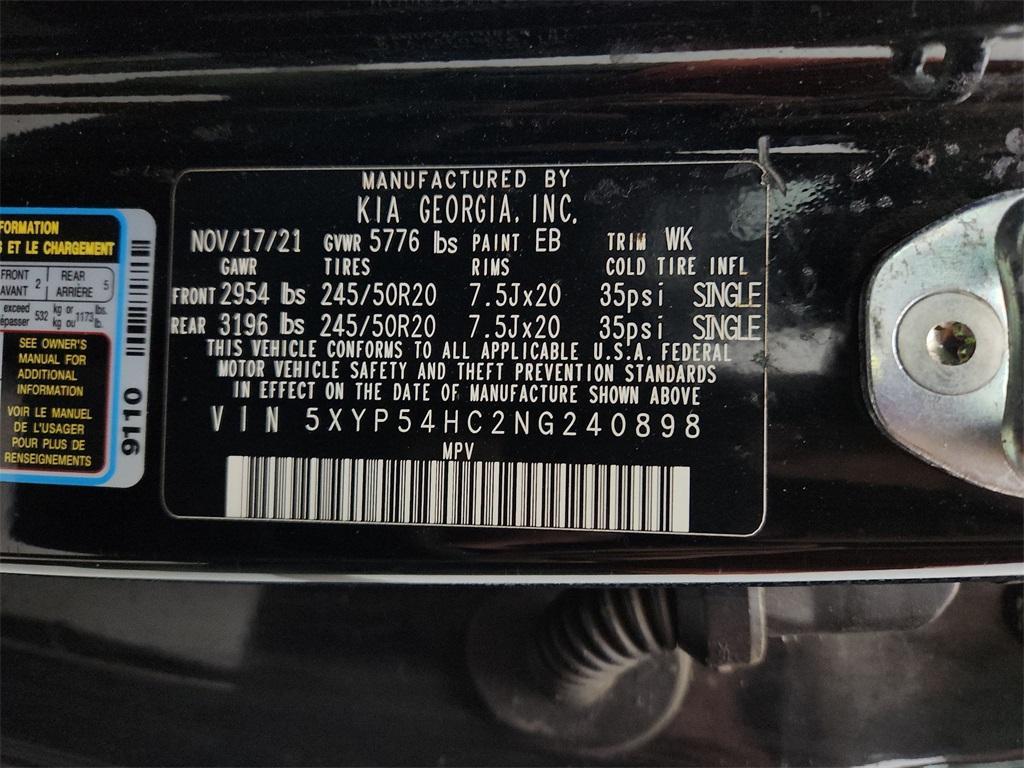 FORMATION
S ET LE CHARGEMENT
FRONT 2 REAR 5
AVANT ARRIÈRE
exceed 532 kg or 1173 lbs.
épasser kg ou lb.
SEE OWNER'S
MANUAL FOR
ADDITIONAL
INFORMATION
VOIR LE MANUEL
DE L'USAGER
POUR PLUS DE
RENSEIGNEMENTS
9110
MANUFACTURED BY
KIA GEORGIA, INC.
NOV/17/21 GVWR 5776 lbs PAINT EB TRIM WK
GAWR TIRES RIMS COLD TIRE INFL
FRONT 2954 lbs 245/50R20 7.5Jx20 35psi SINGLE
REAR 3196 lbs 245/50R20 7.5Jx20 35psi SINGLE
THIS VEHICLE CONFORMS TO ALL APPLICABLE U.S.A. FEDERAL
MOTOR VEHICLE SAFETY AND THEFT PREVENTION STANDARDS
IN EFFECT ON THE DATE OF MANUFACTURE SHOWN ABOVE
VIN 5XYP54HC2NG240898
MPV